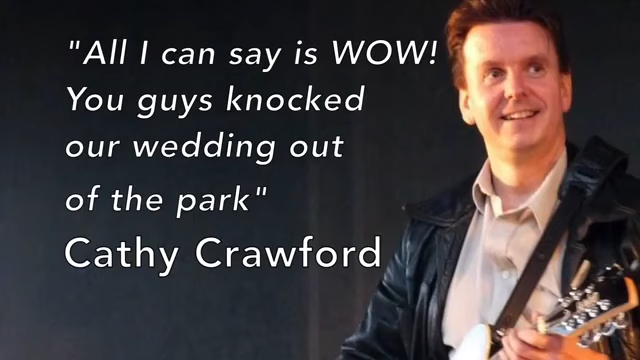 "All I can say is WOW!
You guys knocked
our wedding out
of the park"
Cathy Crawford